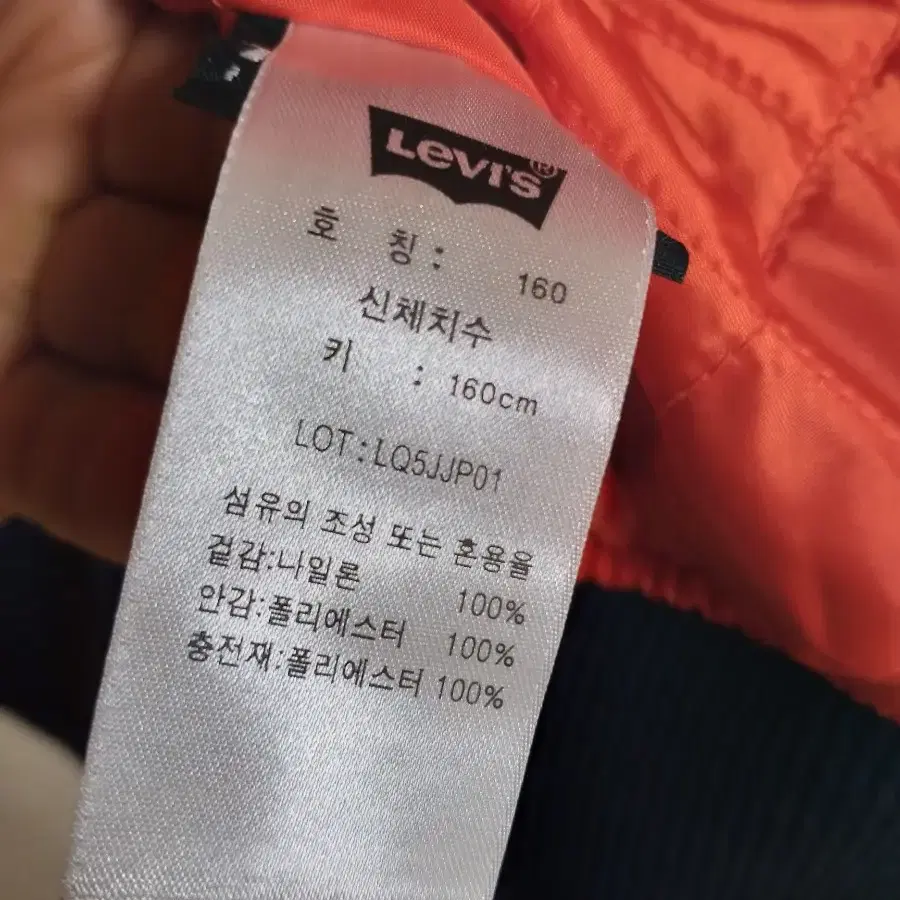 Levi's®
호 칭 : 160
신체치수
키 : 160cm
LOT:LQ5JJP01
섬유의 조성 또는 혼용율
겉감:나일론 100%
안감:폴리에스터 100%
충전재:폴리에스터 100%